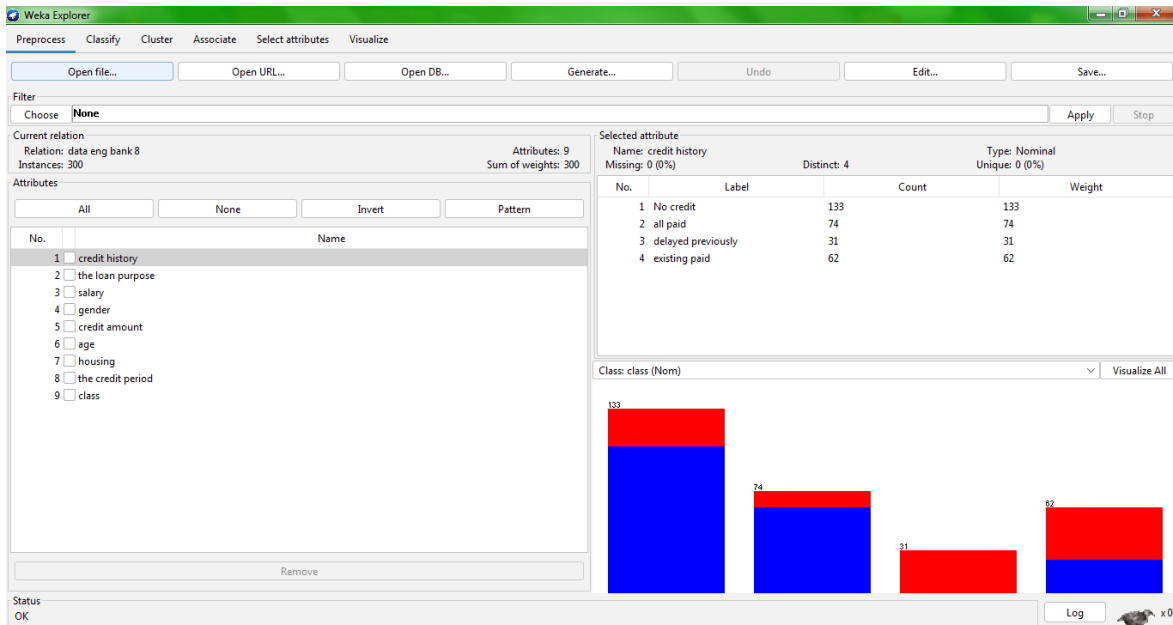 Weka Explorer
Preprocess Classify Cluster Associate Select attributes Visualize
Open file... Open URL... Open DB... Generate... Undo Edit... Save...
Filter
Choose None Apply Stop
Current relation
Relation: data eng bank 8 Attributes: 9
Instances: 300 Sum of weights: 300
Attributes
All None Invert Pattern
No. Name
1 credit history
2 the loan purpose
3 salary
4 gender
5 credit amount
6 age
7 housing
8 the credit period
9 class
Remove
Selected attribute
Name: credit history Type: Nominal
Missing: 0 (0%) Distinct: 4 Unique: 0 (0%)
No. Label Count Weight
1 No credit 133 133
2 all paid 74 74
3 delayed previously 31 31
4 existing paid 62 62
Class: class (Nom) Visualize All
133
74
31
62
Status
OK
Log x 0